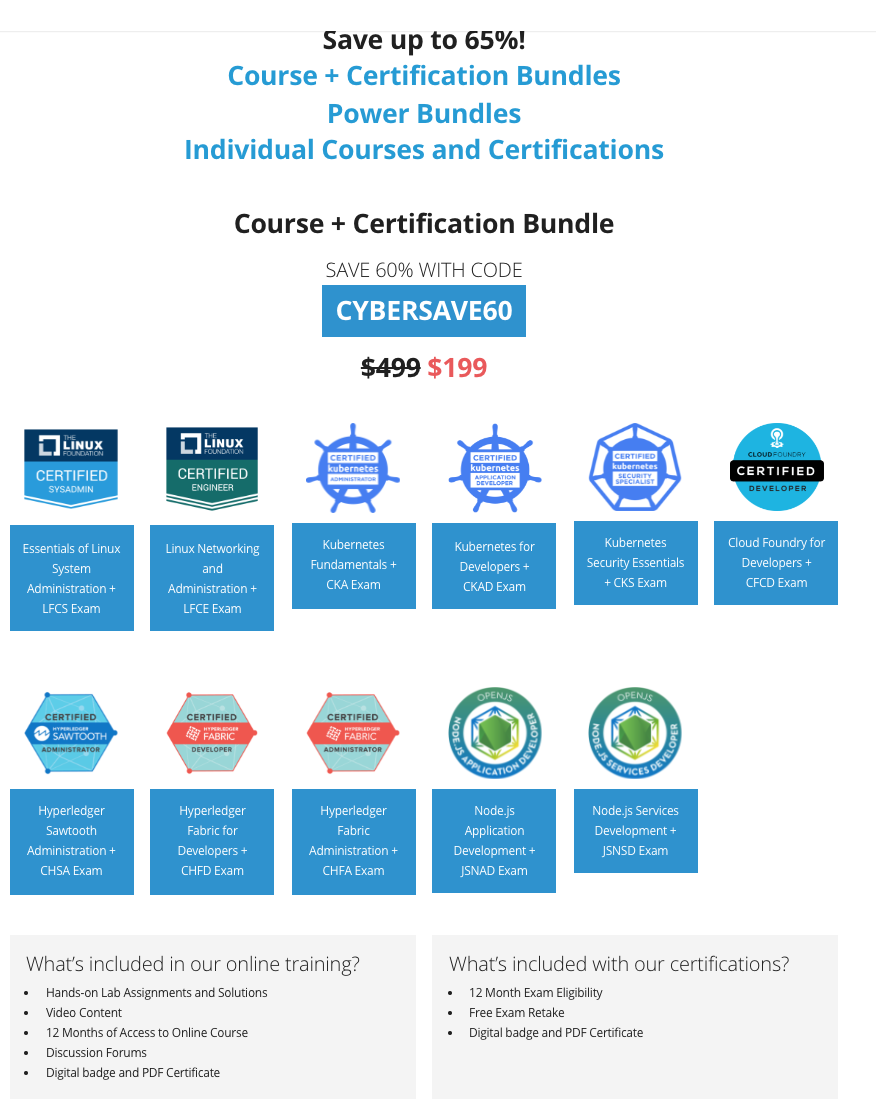 Save up to 65%!
Course + Certification Bundles
Power Bundles
Individual Courses and Certifications
Course + Certification Bundle
SAVE 60% WITH CODE
CYBERSAVE60
$499 $199
THE
LINUX
FOUNDATION
CERTIFIED
SYSADMIN
THE
LINUX
FOUNDATION
CERTIFIED
ENGINEER
CERTIFIED
kubernetes
ADMINISTRATOR
CERTIFIED
kubernetes
APPLICATION
DEVELOPER
CERTIFIED
kubernetes
SECURITY
SPECIALIST
CLOUD FOUNDRY
CERTIFIED
DEVELOPER
Essentials of Linux
System
Administration +
LFCS Exam
Linux Networking
and
Administration +
LFCE Exam
Kubernetes
Fundamentals +
CKA Exam
Kubernetes for
Developers +
CKAD Exam
Kubernetes
Security Essentials
+ CKS Exam
Cloud Foundry for
Developers +
CFCD Exam
CERTIFIED
HYPERLEDGER
SAWTOOTH
ADMINISTRATOR
CERTIFIED
HYPERLEDGER
FABRIC
DEVELOPER
CERTIFIED
HYPERLEDGER
FABRIC
ADMINISTRATOR
OPENJS
NODE.JS APPLICATION DEVELOPER
OPENJS
NODE.JS SERVICES DEVELOPER
Hyperledger
Sawtooth
Administration +
CHSA Exam
Hyperledger
Fabric for
Developers +
CHFD Exam
Hyperledger
Fabric
Administration +
CHFA Exam
Node.js
Application
Development +
JSNAD Exam
Node.js Services
Development +
JSNSD Exam
What's included in our online training?
• Hands-on Lab Assignments and Solutions
• Video Content
• 12 Months of Access to Online Course
• Discussion Forums
• Digital badge and PDF Certificate
What's included with our certifications?
• 12 Month Exam Eligibility
• Free Exam Retake
• Digital badge and PDF Certificate